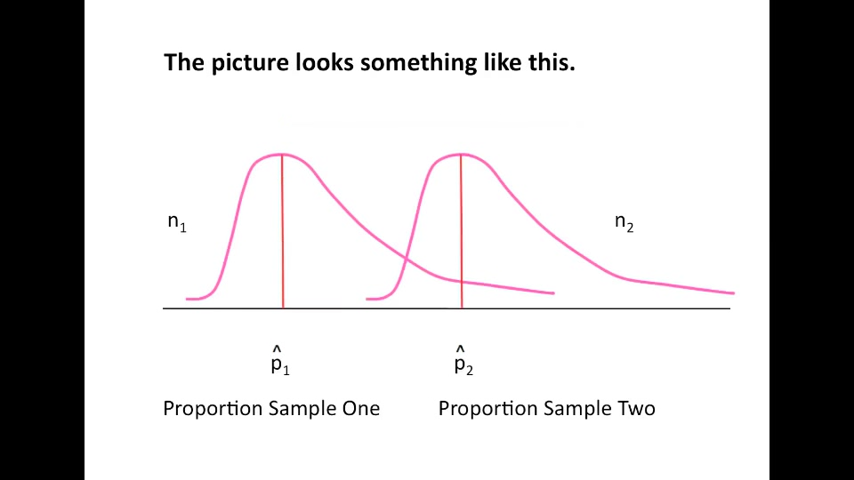 The picture looks something like this.
n₁ n₂
p̂₁ p̂₂
Proportion Sample One Proportion Sample Two